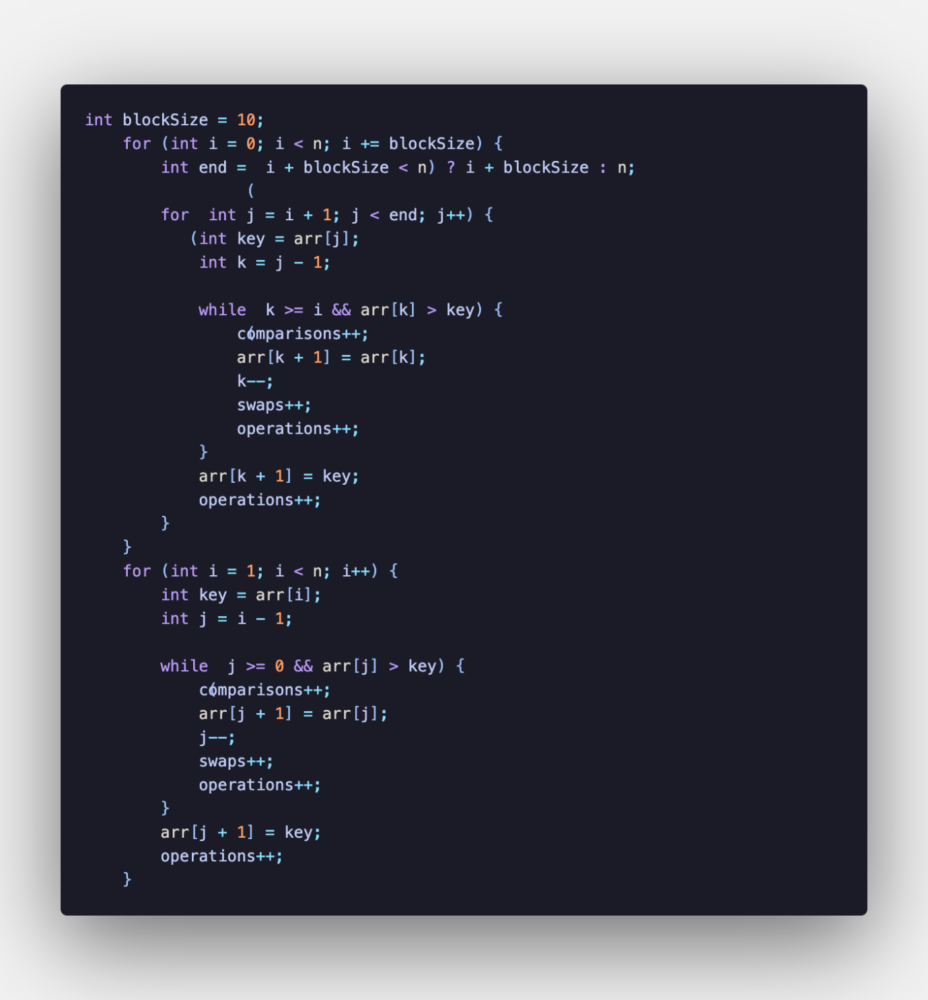 int blockSize = 10;
    for (int i = 0; i < n; i += blockSize) {
        int end = (i + blockSize < n) ? i + blockSize : n;

        for (int j = i + 1; j < end; j++) {
            int key = arr[j];
            int k = j - 1;

            while (k >= i && arr[k] > key) {
                comparisons++;
                arr[k + 1] = arr[k];
                k--;
                swaps++;
                operations++;
            }
            arr[k + 1] = key;
            operations++;
        }
    }
    for (int i = 1; i < n; i++) {
        int key = arr[i];
        int j = i - 1;

        while (j >= 0 && arr[j] > key) {
            comparisons++;
            arr[j + 1] = arr[j];
            j--;
            swaps++;
            operations++;
        }
        arr[j + 1] = key;
        operations++;
    }